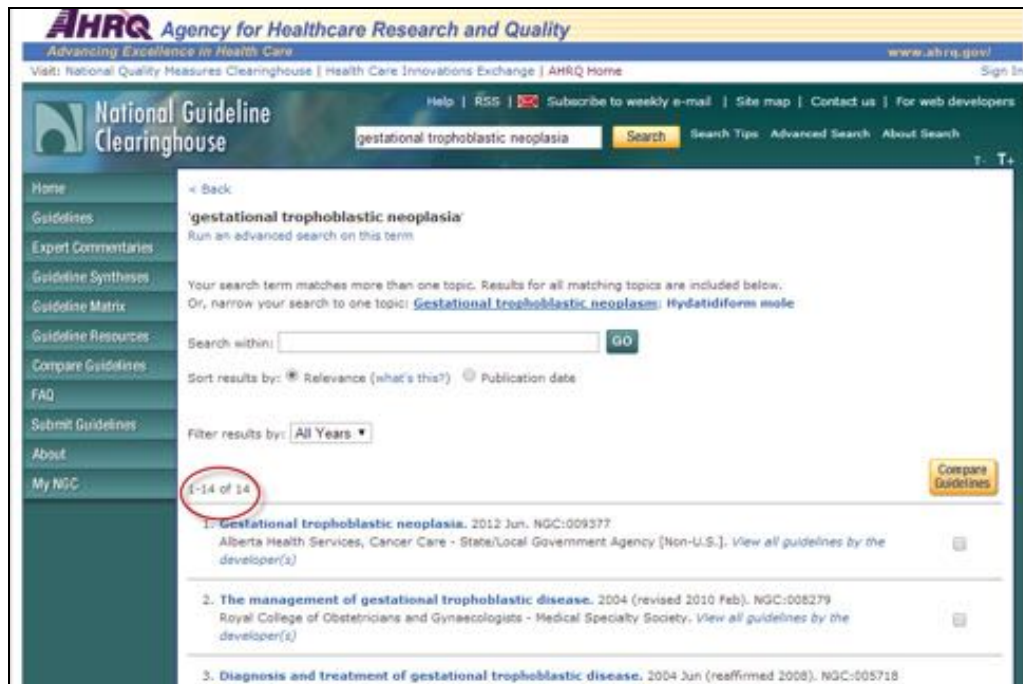 AHRQ Agency for Healthcare Research and Quality
Advancing Excellence in Health Care www.ahrq.gov/
Visit: National Quality Measures Clearinghouse | Health Care Innovations Exchange | AHRQ Home Sign In
National Guideline Clearinghouse
Help | RSS | Subscribe to weekly e-mail | Site map | Contact us | For web developers
gestational trophoblastic neoplasia Search Search Tips Advanced Search About Search
T- T+
Home
Guidelines
Expert Commentaries
Guideline Syntheses
Guideline Matrix
Guideline Resources
Compare Guidelines
FAQ
Submit Guidelines
About
My NGC
< Back
'gestational trophoblastic neoplasia'
Run an advanced search on this term
Your search term matches more than one topic. Results for all matching topics are included below.
Or, narrow your search to one topic: Gestational trophoblastic neoplasm; Hydatidiform mole
Search within: GO
Sort results by: Relevance (what's this?) Publication date
Filter results by: All Years
1-14 of 14
Compare Guidelines
1. Gestational trophoblastic neoplasia. 2012 Jun. NGC:009377
Alberta Health Services, Cancer Care - State/Local Government Agency [Non-U.S.]. View all guidelines by the
developer(s)
2. The management of gestational trophoblastic disease. 2004 (revised 2010 Feb). NGC:008279
Royal College of Obstetricians and Gynaecologists - Medical Specialty Society. View all guidelines by the
developer(s)
3. Diagnosis and treatment of gestational trophoblastic disease. 2004 Jun (reaffirmed 2008). NGC:005718